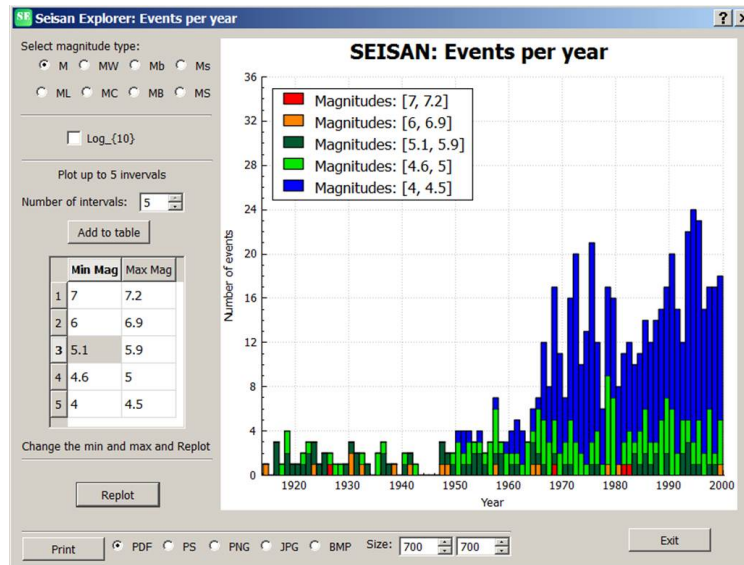 SE Seisan Explorer: Events per year
Select magnitude type:
M MW Mb Ms
ML MC MB MS
Log_{10}
Plot up to 5 invervals
Number of intervals: 5
Add to table
Min Mag Max Mag
1 7 7.2
2 6 6.9
3 5.1 5.9
4 4.6 5
5 4 4.5
Change the min and max and Replot
Replot
SEISAN: Events per year
Magnitudes: [7, 7.2]
Magnitudes: [6, 6.9]
Magnitudes: [5.1, 5.9]
Magnitudes: [4.6, 5]
Magnitudes: [4, 4.5]
Number of events
36
32
28
24
20
16
12
8
4
0
1920 1930 1940 1950 1960 1970 1980 1990 2000
Year
Print PDF PS PNG JPG BMP Size: 700 700
Exit